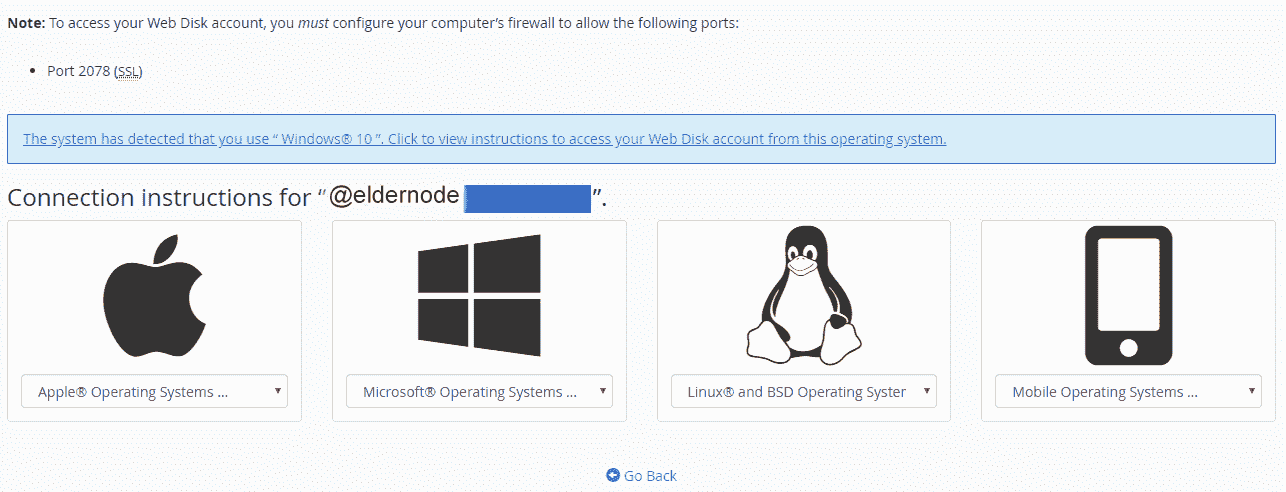 Note: To access your Web Disk account, you must configure your computer’s firewall to allow the following ports:
Port 2078 (SSL)
The system has detected that you use “ Windows® 10 ”. Click to view instructions to access your Web Disk account from this operating system.
Connection instructions for “@eldernode ”.
Apple® Operating Systems ...
Microsoft® Operating Systems ...
Linux® and BSD Operating Syster
Mobile Operating Systems ...
Go Back